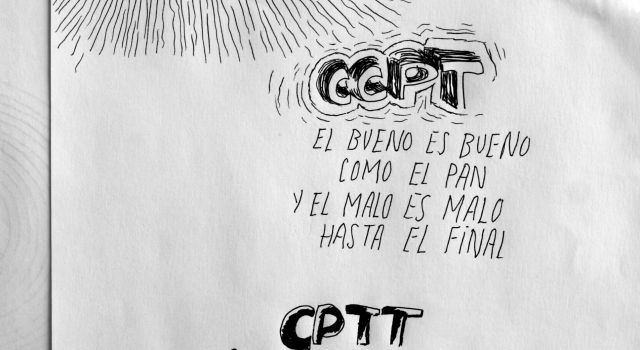 CCPT
EL BUENO ES BUENO
COMO EL PAN
Y EL MALO ES MALO
HASTA EL FINAL
CPTT